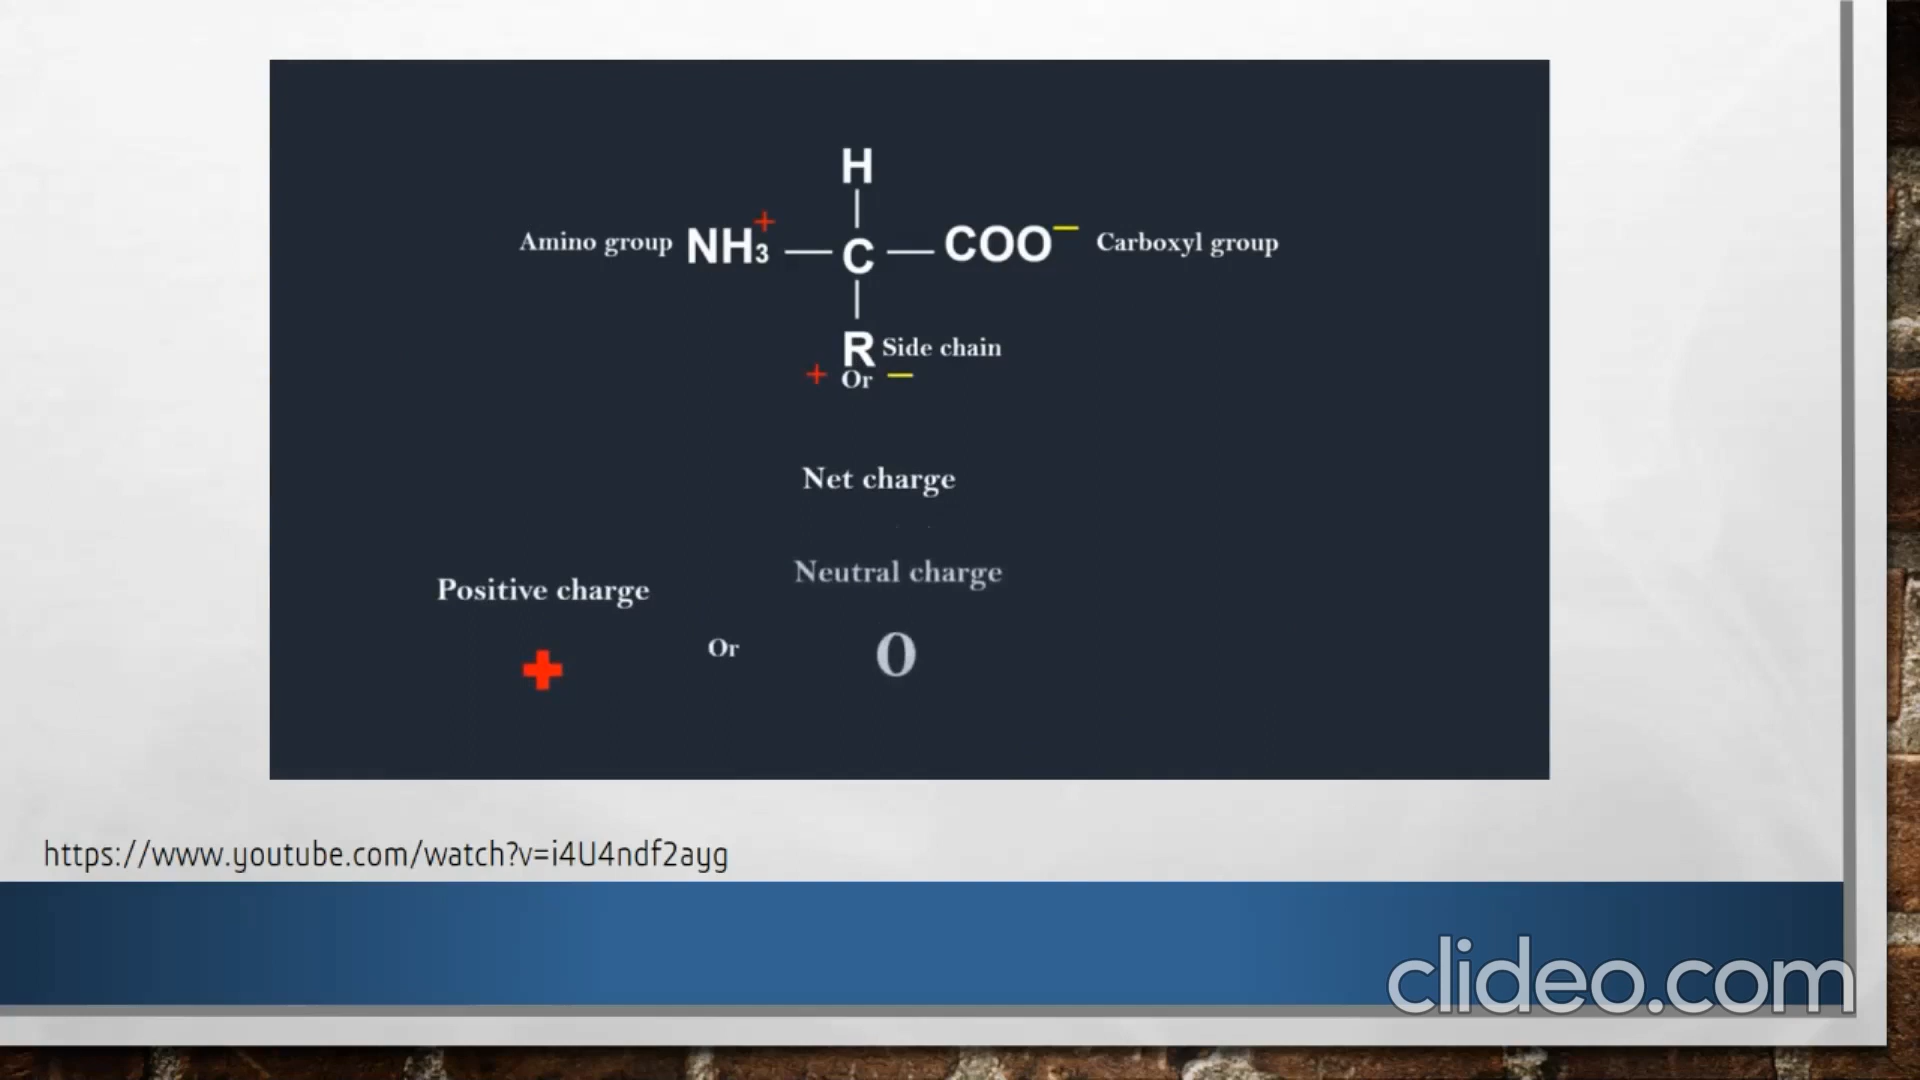 H
Amino group NH₃⁺ — C — COO⁻ Carboxyl group
R Side chain
+ Or −
Net charge
Positive charge
Neutral charge
+ Or 0
https://www.youtube.com/watch?v=i4U4ndf2ayg
clideo.com